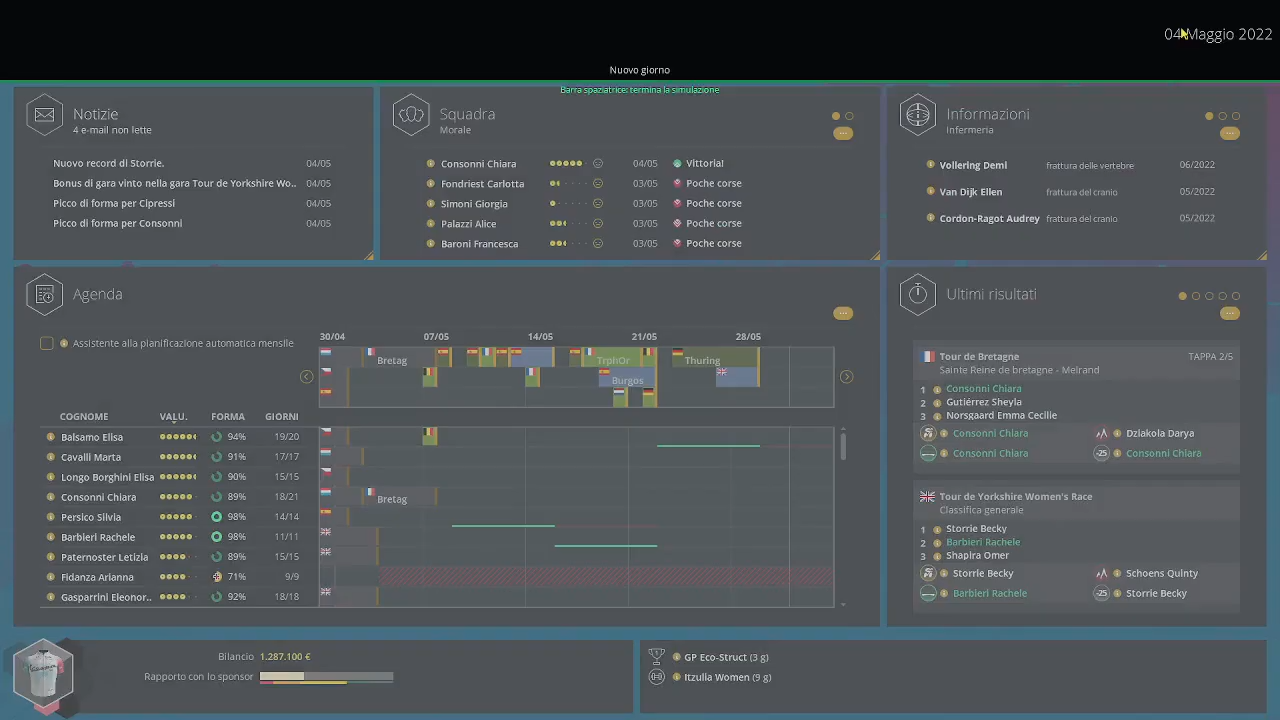 04 Maggio 2022
Nuovo giorno
Barra spaziatrice: termina la simulazione
Notizie
4 e-mail non lette
Nuovo record dI Storrie. 04/05
Bonus di gara vinto nella gara Tour de Yorkshire Wo.. 04/05
Picco di forma per Cipressi 04/05
Picco di forma per Consonni 04/05
Squadra
Morale
Consonni Chiara 04/05 Vittoria!
Fondriest Carlotta 03/05 Poche corse
Simoni Giorgia 03/05 Poche corse
Palazzi Alice 03/05 Poche corse
Baroni Francesca 03/05 Poche corse
Informazioni
Infermeria
Vollering Demi frattura delle vertebre 06/2022
Van Dijk Ellen frattura del cranio 05/2022
Cordon-Ragot Audrey frattura del cranio 05/2022
Agenda
Assistente alla planificazione automatica mensile
30/04 07/05 14/05 21/05 28/05
Bretag TrphOr Thuring
Burgos
COGNOME VALU. FORMA GIORNI
Balsamo Elisa 94% 19/20
Cavalli Marta 91% 17/17
Longo Borghini Elisa 90% 15/15
Consonni Chiara 89% 18/21 Bretag
Persico Silvia 98% 14/14
Barbieri Rachele 98% 11/11
Paternoster Letizia 89% 15/15
Fidanza Arianna 71% 9/9
Gasparrini Eleonor.. 92% 18/18
Ultimi risultati
Tour de Bretagne TAPPA 2/5
Sainte Reine de bretagne - Melrand
1 Consonni Chiara
2 Gutiérrez Sheyla
3 Norsgaard Emma Cecilie
Consonni Chiara Dziakola Darya
Consonni Chiara -25 Consonni Chiara
Tour de Yorkshire Women's Race
Classifica generale
1 Storrie Becky
2 Barbieri Rachele
3 Shapira Omer
Storrie Becky Schoens Quinty
Barbieri Rachele -25 Storrie Becky
Bilancio 1.287.100 €
Rapporto con lo sponsor
GP Eco-Struct (3 g)
Itzulia Women (9 g)